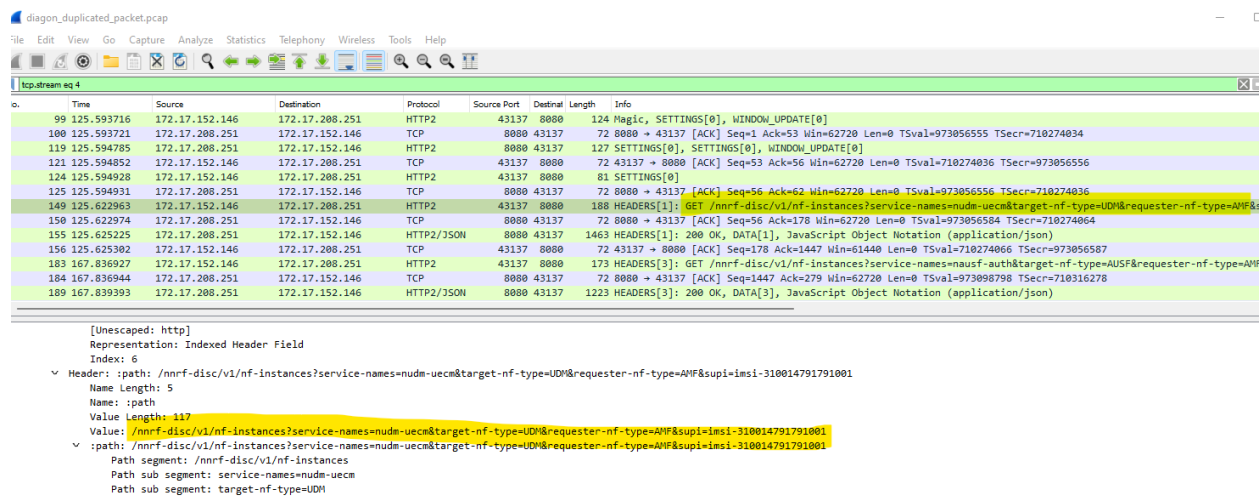 diagon_duplicated_packet.pcap
File Edit View Go Capture Analyze Statistics Telephony Wireless Tools Help
tcp.stream eq 4
No. Time Source Destination Protocol Source Port Destinat Length Info
99 125.593716 172.17.152.146 172.17.208.251 HTTP2 43137 8080 124 Magic, SETTINGS[0], WINDOW_UPDATE[0]
100 125.593721 172.17.208.251 172.17.152.146 TCP 8080 43137 72 8080 → 43137 [ACK] Seq=1 Ack=53 Win=62720 Len=0 TSval=973056555 TSecr=710274034
119 125.594785 172.17.208.251 172.17.152.146 HTTP2 8080 43137 127 SETTINGS[0], SETTINGS[0], WINDOW_UPDATE[0]
121 125.594852 172.17.152.146 172.17.208.251 TCP 43137 8080 72 43137 → 8080 [ACK] Seq=53 Ack=56 Win=62720 Len=0 TSval=710274036 TSecr=973056556
124 125.594928 172.17.152.146 172.17.208.251 HTTP2 43137 8080 81 SETTINGS[0]
125 125.594931 172.17.208.251 172.17.152.146 TCP 8080 43137 72 8080 → 43137 [ACK] Seq=56 Ack=62 Win=62720 Len=0 TSval=973056556 TSecr=710274036
149 125.622963 172.17.152.146 172.17.208.251 HTTP2 43137 8080 188 HEADERS[1]: GET /nnrf-disc/v1/nf-instances?service-names=nudm-uecm&target-nf-type=UDM&requester-nf-type=AMF&s
150 125.622974 172.17.208.251 172.17.152.146 TCP 8080 43137 72 8080 → 43137 [ACK] Seq=56 Ack=178 Win=62720 Len=0 TSval=973056584 TSecr=710274064
155 125.625225 172.17.208.251 172.17.152.146 HTTP2/JSON 8080 43137 1463 HEADERS[1]: 200 OK, DATA[1], JavaScript Object Notation (application/json)
156 125.625302 172.17.152.146 172.17.208.251 TCP 43137 8080 72 43137 → 8080 [ACK] Seq=178 Ack=1447 Win=61440 Len=0 TSval=710274066 TSecr=973056587
183 167.836927 172.17.152.146 172.17.208.251 HTTP2 43137 8080 173 HEADERS[3]: GET /nnrf-disc/v1/nf-instances?service-names=nausf-auth&target-nf-type=AUSF&requester-nf-type=AMF
184 167.836944 172.17.208.251 172.17.152.146 TCP 8080 43137 72 8080 → 43137 [ACK] Seq=1447 Ack=279 Win=62720 Len=0 TSval=973098798 TSecr=710316278
189 167.839393 172.17.208.251 172.17.152.146 HTTP2/JSON 8080 43137 1223 HEADERS[3]: 200 OK, DATA[3], JavaScript Object Notation (application/json)
[Unescaped: http]
Representation: Indexed Header Field
Index: 6
Header: :path: /nnrf-disc/v1/nf-instances?service-names=nudm-uecm&target-nf-type=UDM&requester-nf-type=AMF&supi=imsi-310014791791001
Name Length: 5
Name: :path
Value Length: 117
Value: /nnrf-disc/v1/nf-instances?service-names=nudm-uecm&target-nf-type=UDM&requester-nf-type=AMF&supi=imsi-310014791791001
:path: /nnrf-disc/v1/nf-instances?service-names=nudm-uecm&target-nf-type=UDM&requester-nf-type=AMF&supi=imsi-310014791791001
Path segment: /nnrf-disc/v1/nf-instances
Path sub segment: service-names=nudm-uecm
Path sub segment: target-nf-type=UDM